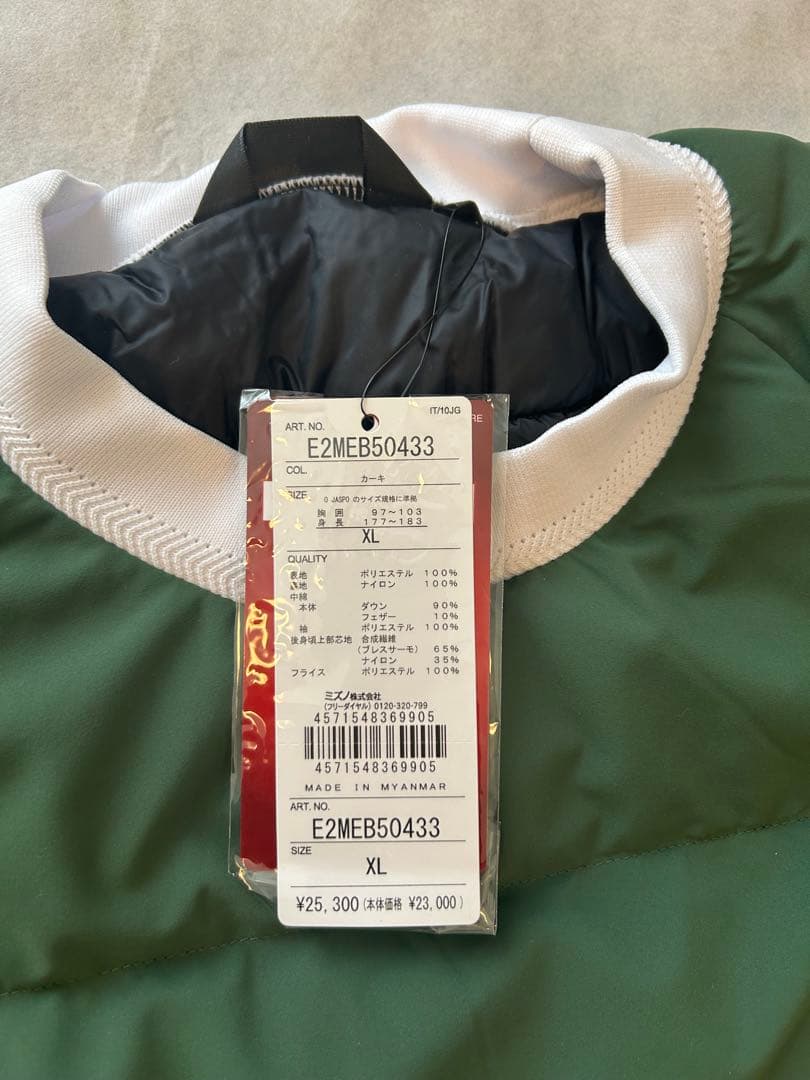 IT/10JG
RE
ART. NO.
E2MEB50433
COL.
カーキ
SIZE
O JASPO のサイズ規格に準拠
胸 囲 97~103
身 長 177~183
XL
QUALITY
表地 ポリエステル 100%
裏地 ナイロン 100%
中綿
本体 ダウン 90%
フェザー 10%
袖 ポリエステル 100%
後身頃上部芯地 合成繊維
(ブレスサーモ) 65%
ナイロン 35%
フライス ポリエステル 100%
ミズノ株式会社
(フリーダイヤル) 0120-320-799
4571548369905
4571548369905
MADE IN MYANMAR
ART. NO.
E2MEB50433
SIZE
XL
¥25,300 (本体価格 ¥23,000)